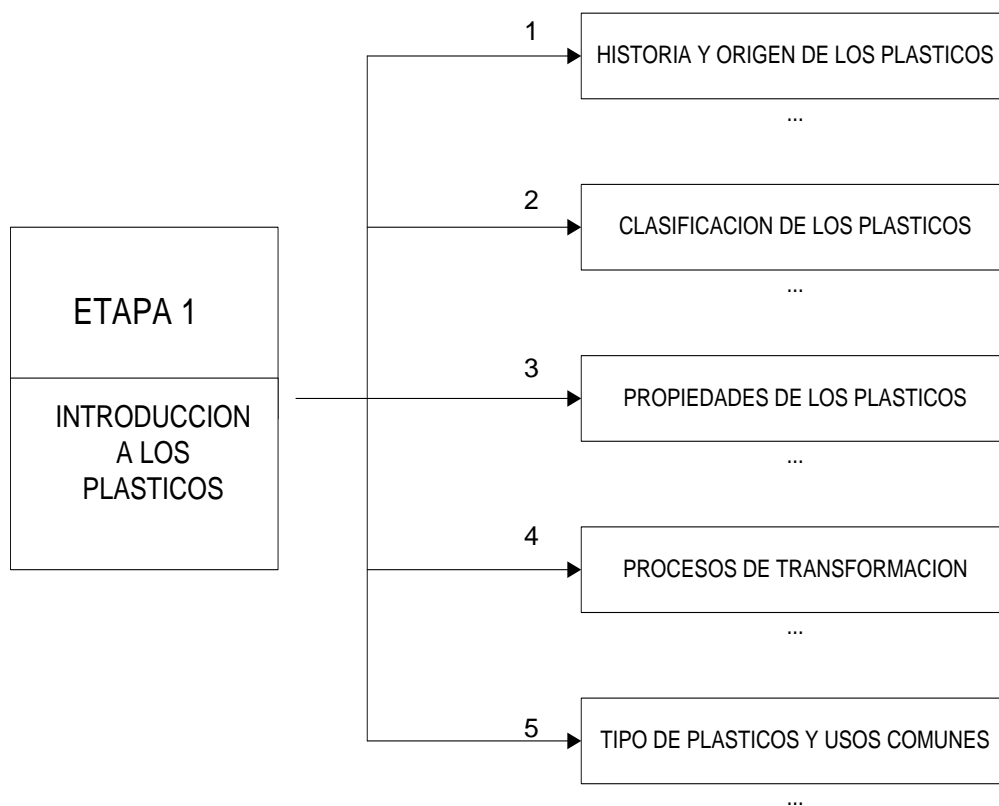 1
HISTORIA Y ORIGEN DE LOS PLASTICOS
...
2
CLASIFICACION DE LOS PLASTICOS
...
ETAPA 1
INTRODUCCION
A LOS
PLASTICOS
3
PROPIEDADES DE LOS PLASTICOS
...
4
PROCESOS DE TRANSFORMACION
...
5
TIPO DE PLASTICOS Y USOS COMUNES
...